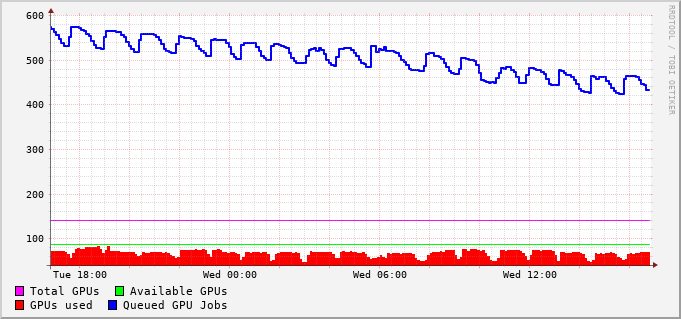 600
500
400
300
200
100
Tue 18:00 Wed 00:00 Wed 06:00 Wed 12:00
Total GPUs Available GPUs
GPUs used Queued GPU Jobs
RRDTOOL / TOBI OETIKER